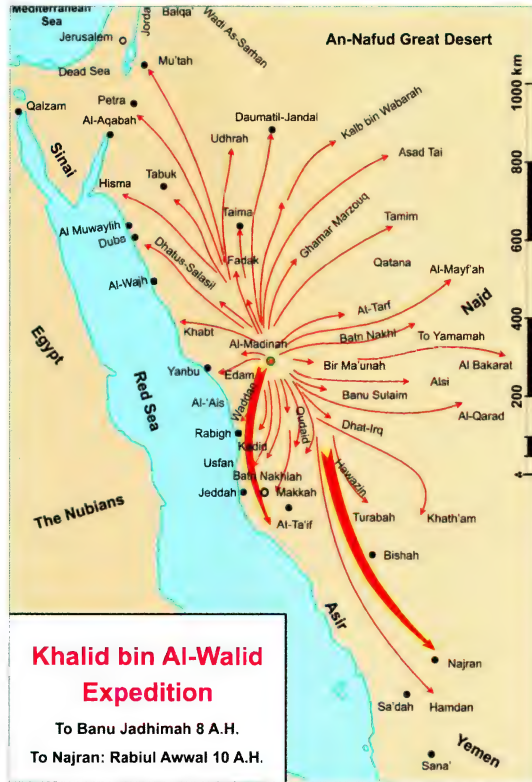 Mediterranean
Sea
Jerusalem
Jordan
Balqa'
Wadi As-Sarhan
An-Nafud Great Desert
Mu'tah
Dead Sea
Petra
Qalzam
Al-Aqabah
Daumatil-Jandal
Kalb bin Wabarah
Udhrah
Asad Tai
Sinai
Hisma
Tabuk
Taima
Ghamar Marzouq
Tamim
Al Muwaylih
Duba
Dhatus-Salasil
Fadak
Qatana
Al-Mayf'ah
Al-Wajh
Najd
Al-Tarf
Khabt
Al-Madinah
Batn Nakhl
To Yamamah
Egypt
Yanbu
Edam
Bir Ma'unah
Al Bakarat
Red Sea
Al-'Ais
Waddan
Banu Sulaim
Alsi
Al-Qarad
Rabigh
Kadid
Qudaid
Dhat-Irq
Usfan
Batn Nakhlah
Hawazin
The Nubians
Jeddah
Makkah
At-Ta'if
Turabah
Khath'am
Bishah
Asir
Najran
Sa'dah
Hamdan
Yemen
Sana'
1000 km
800
600
400
200
Khalid bin Al-Walid
Expedition
To Banu Jadhimah 8 A.H.
To Najran: Rabiul Awwal 10 A.H.